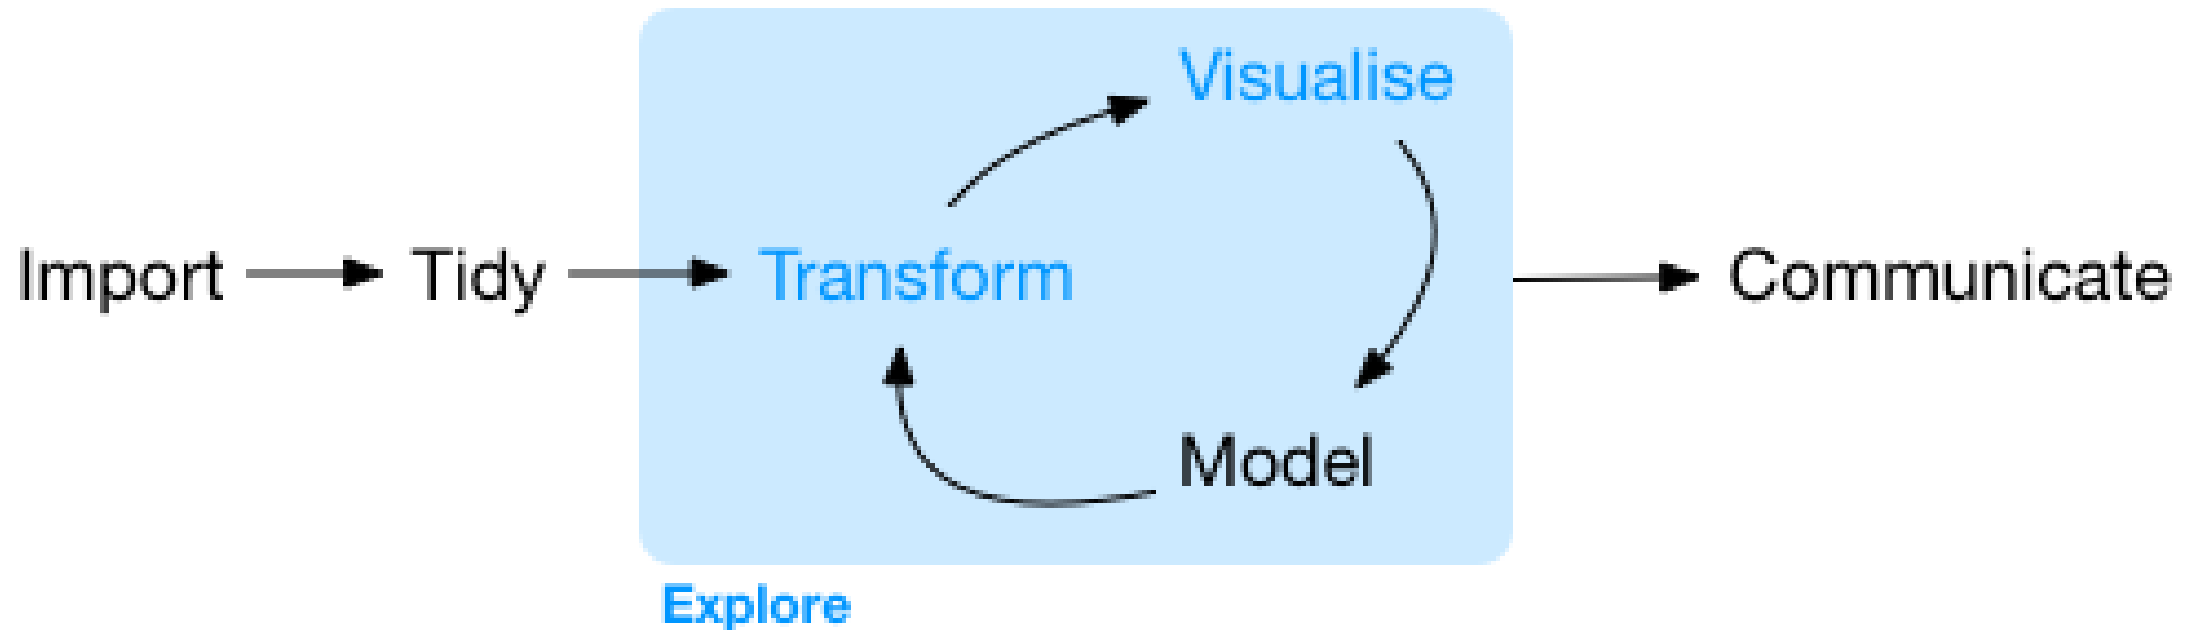 Visualise
Import Tidy Transform Communicate
Model
Explore